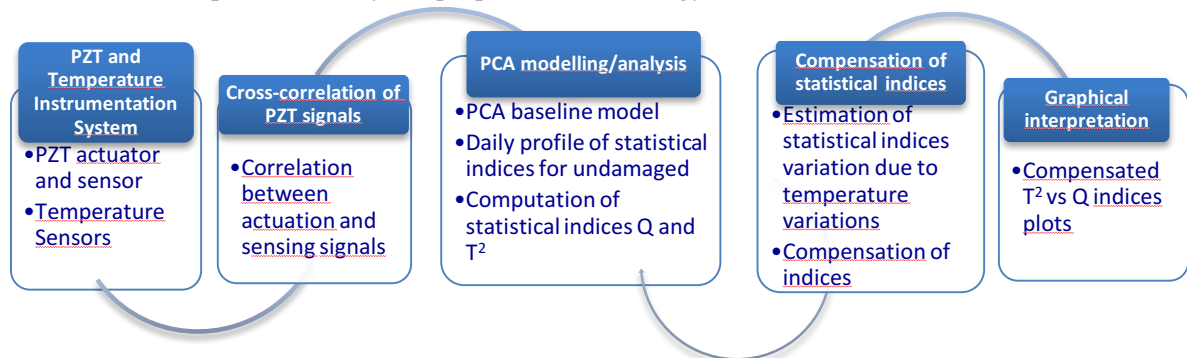 PZT and
Temperature
Instrumentation
System
•PZT actuator
and sensor
•Temperature
Sensors
Cross-correlation of
PZT signals
•Correlation
between
actuation and
sensing signals
PCA modelling/analysis
•PCA baseline model
•Daily profile of statistical
indices for undamaged
•Computation of
statistical indices Q and
T²
Compensation of
statistical indices
•Estimation of
statistical indices
variation due to
temperature
variations
•Compensation of
indices
Graphical
interpretation
•Compensated
T² vs Q indices
plots